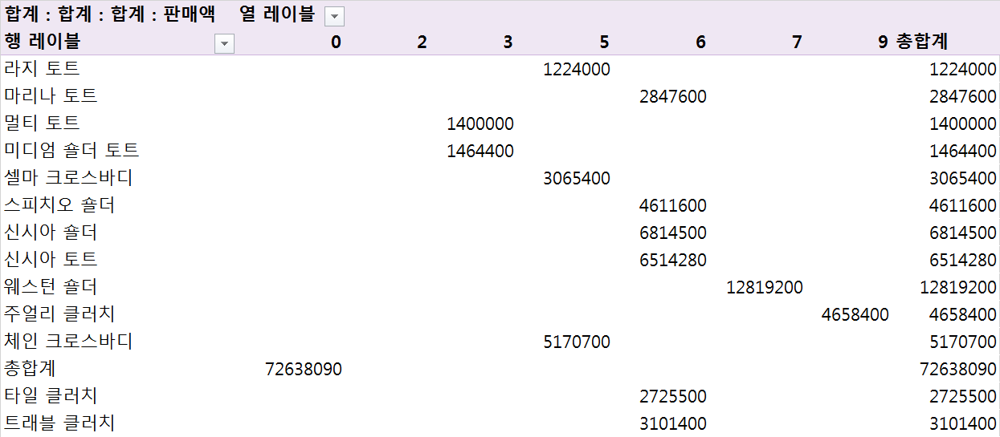 합계 : 합계 : 합계 : 판매액 열 레이블
행 레이블 0 2 3 5 6 7 9 총합계
라지 토트 1224000 1224000
마리나 토트 2847600 2847600
멀티 토트 1400000 1400000
미디엄 숄더 토트 1464400 1464400
셀마 크로스바디 3065400 3065400
스피치오 숄더 4611600 4611600
신시아 숄더 6814500 6814500
신시아 토트 6514280 6514280
웨스턴 숄더 12819200 12819200
주얼리 클러치 4658400 4658400
체인 크로스바디 5170700 5170700
총합계 72638090 72638090
타일 클러치 2725500 2725500
트래블 클러치 3101400 3101400